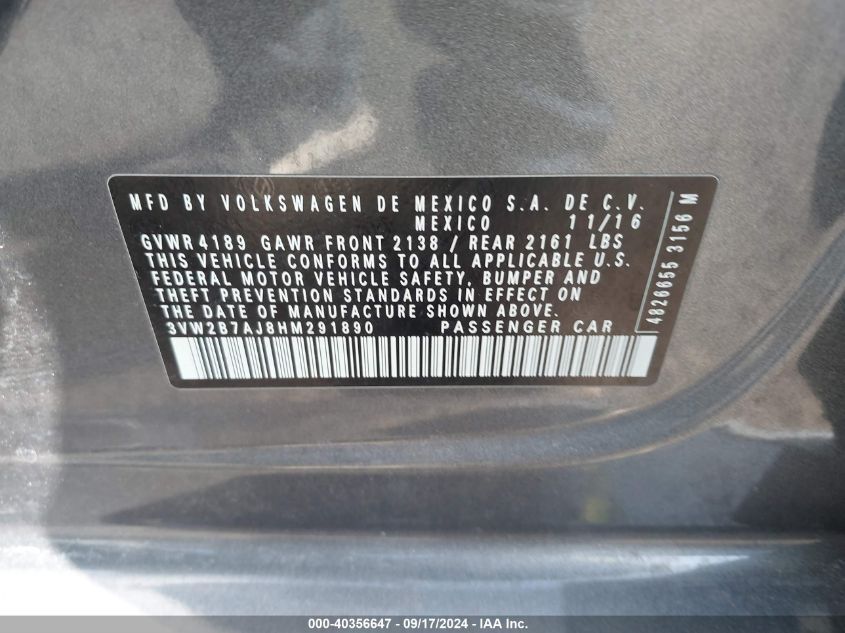 MFD BY VOLKSWAGEN DE MEXICO S.A. DE C.V.
MEXICO 11/16
GVWR 4189 GAWR FRONT 2138 / REAR 2161 LBS
THIS VEHICLE CONFORMS TO ALL APPLICABLE U.S.
FEDERAL MOTOR VEHICLE SAFETY, BUMPER AND
THEFT PREVENTION STANDARDS IN EFFECT ON
THE DATE OF MANUFACTURE SHOWN ABOVE.
3VW2B7AJ8HM291890 PASSENGER CAR
4826655 3156 M
000-40356647 - 09/17/2024 - IAA Inc.